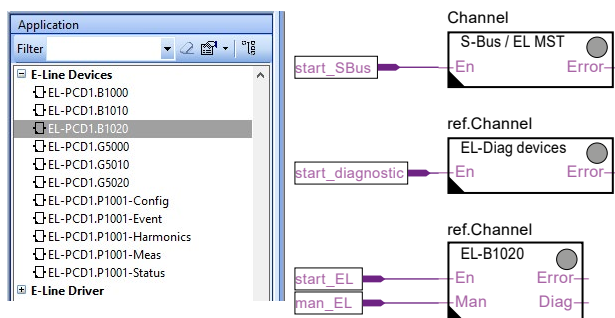 Application
Filter
E-Line Devices
EL-PCD1.B1000
EL-PCD1.B1010
EL-PCD1.B1020
EL-PCD1.G5000
EL-PCD1.G5010
EL-PCD1.G5020
EL-PCD1.P1001-Config
EL-PCD1.P1001-Event
EL-PCD1.P1001-Harmonics
EL-PCD1.P1001-Meas
EL-PCD1.P1001-Status
E-Line Driver
Channel
S-Bus / EL MST
start_SBus
En Error
ref.Channel
EL-Diag devices
start_diagnostic
En Error
ref.Channel
EL-B1020
start_EL
En Error
man_EL
Man Diag